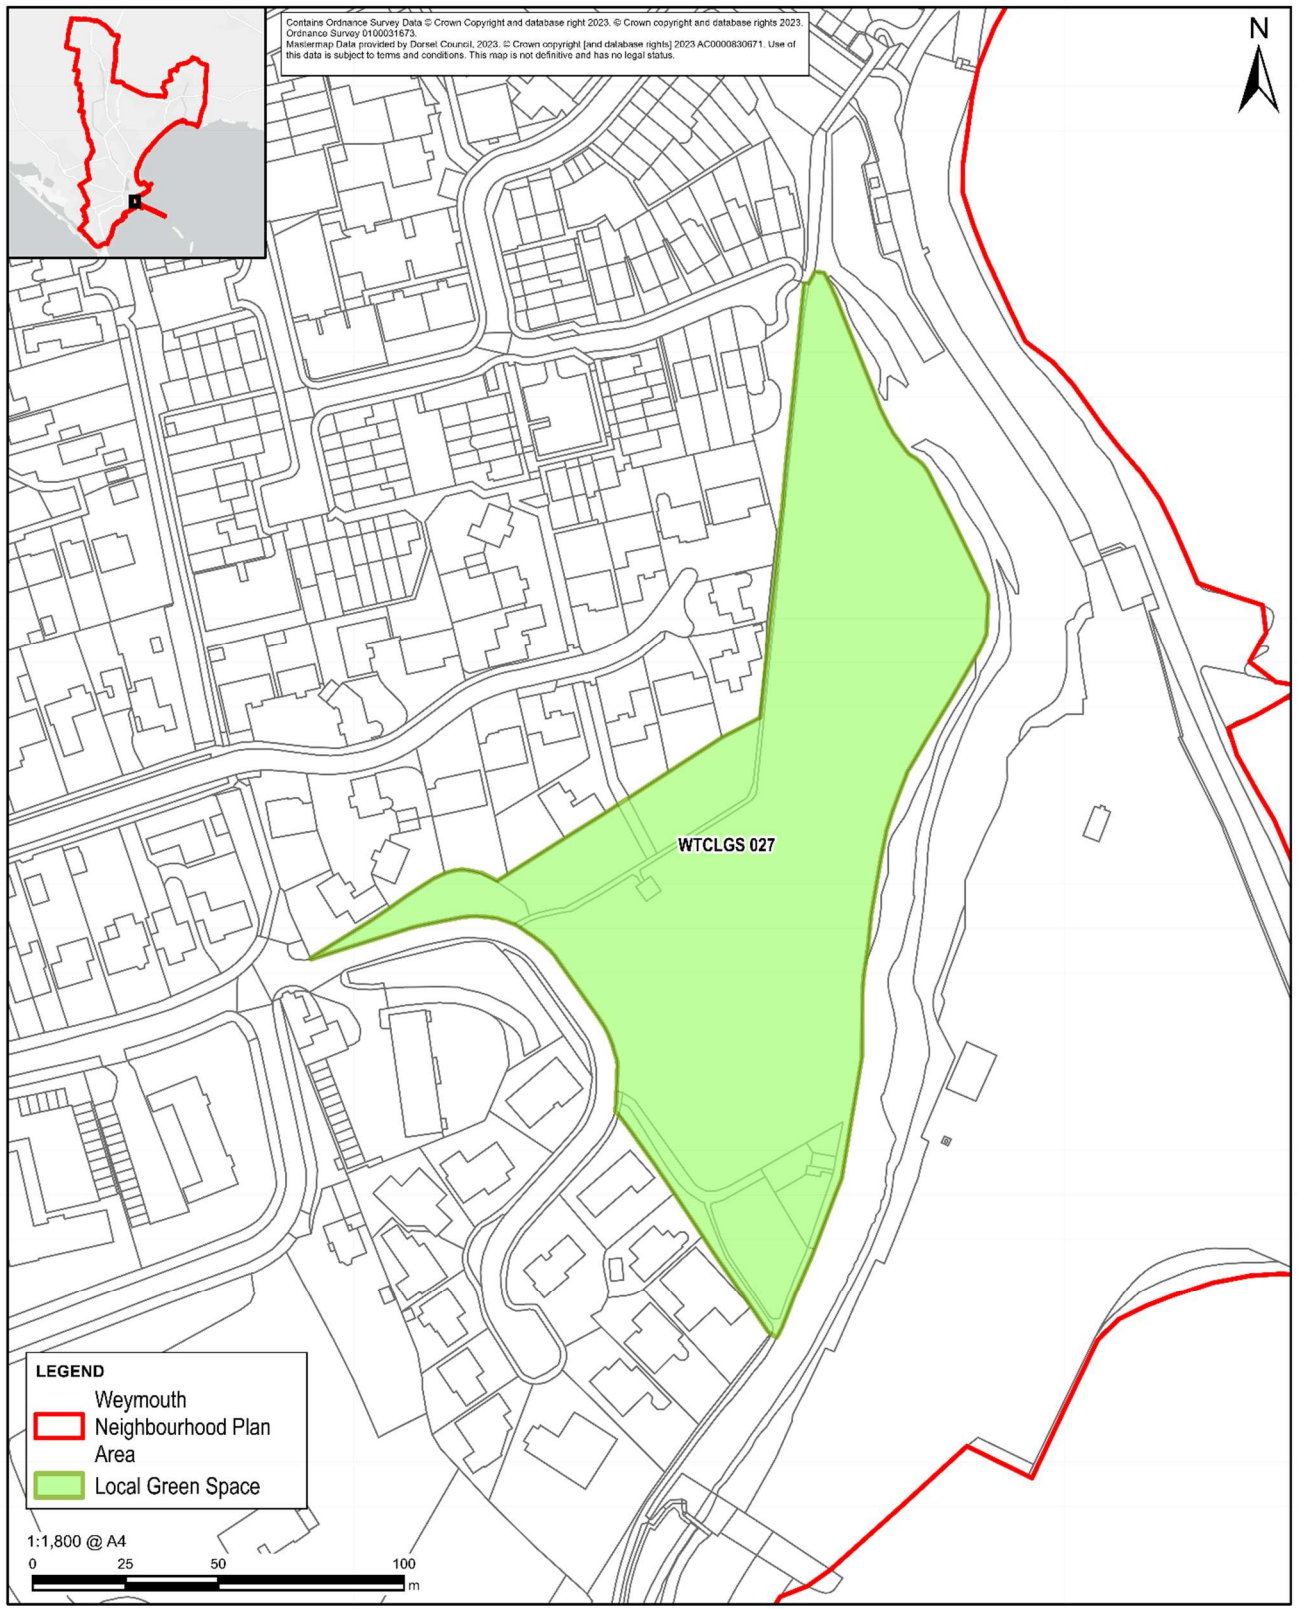 Contains Ordnance Survey Data © Crown Copyright and database right 2023. © Crown copyright and database rights 2023.
Ordnance Survey 0100031673.
Mastermap Data provided by Dorset Council, 2023. © Crown copyright [and database rights] 2023 AC0000830671. Use of
this data is subject to terms and conditions. This map is not definitive and has no legal status.
N
WTCLGS 027
LEGEND
Weymouth
Neighbourhood Plan
Area
Local Green Space
1:1,800 @ A4
0 25 50 100
m